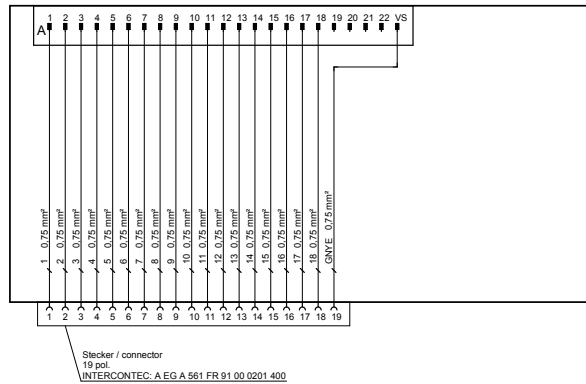 1 2 3 4 5 6 7 8 9 10 11 12 13 14 15 16 17 18 19 20 21 22 VS
A
1 0,75 mm²
2 0,75 mm²
3 0,75 mm²
4 0,75 mm²
5 0,75 mm²
6 0,75 mm²
7 0,75 mm²
8 0,75 mm²
9 0,75 mm²
10 0,75 mm²
11 0,75 mm²
12 0,75 mm²
13 0,75 mm²
14 0,75 mm²
15 0,75 mm²
16 0,75 mm²
17 0,75 mm²
18 0,75 mm²
GNYE 0,75 mm²
1 2 3 4 5 6 7 8 9 10 11 12 13 14 15 16 17 18 19
Stecker / connector
19 pol.
INTERCONTEC: A EG A 561 FR 91 00 0201 400